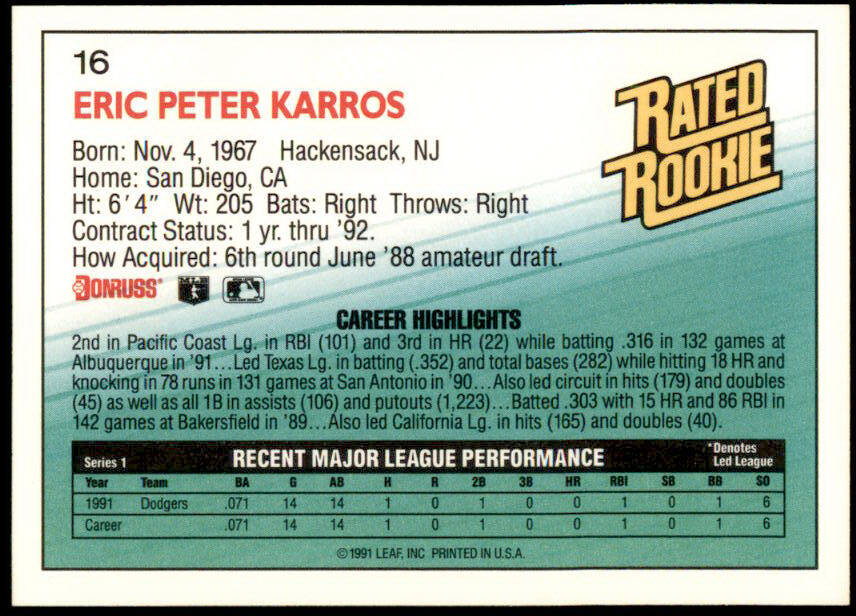 16
ERIC PETER KARROS
RATED
ROOKIE
Born: Nov. 4, 1967 Hackensack, NJ
Home: San Diego, CA
Ht: 6´4˝ Wt: 205 Bats: Right Throws: Right
Contract Status: 1 yr. thru ’92.
How Acquired: 6th round June ’88 amateur draft.
DONRUSS®
CAREER HIGHLIGHTS
2nd in Pacific Coast Lg. in RBI (101) and 3rd in HR (22) while batting .316 in 132 games at
Albuquerque in ’91...Led Texas Lg. in batting (.352) and total bases (282) while hitting 18 HR and
knocking in 78 runs in 131 games at San Antonio in ’90...Also led circuit in hits (179) and doubles
(45) as well as all 1B in assists (106) and putouts (1,223)...Batted .303 with 15 HR and 86 RBI in
142 games at Bakersfield in ’89...Also led California Lg. in hits (165) and doubles (40).
Series 1 RECENT MAJOR LEAGUE PERFORMANCE *Denotes
Led League
Year Team BA G AB H R 2B 3B HR RBI SB BB SO
1991 Dodgers .071 14 14 1 0 1 0 0 1 0 1 6
Career .071 14 14 1 0 1 0 0 1 0 1 6
©1991 LEAF, INC PRINTED IN U.S.A.